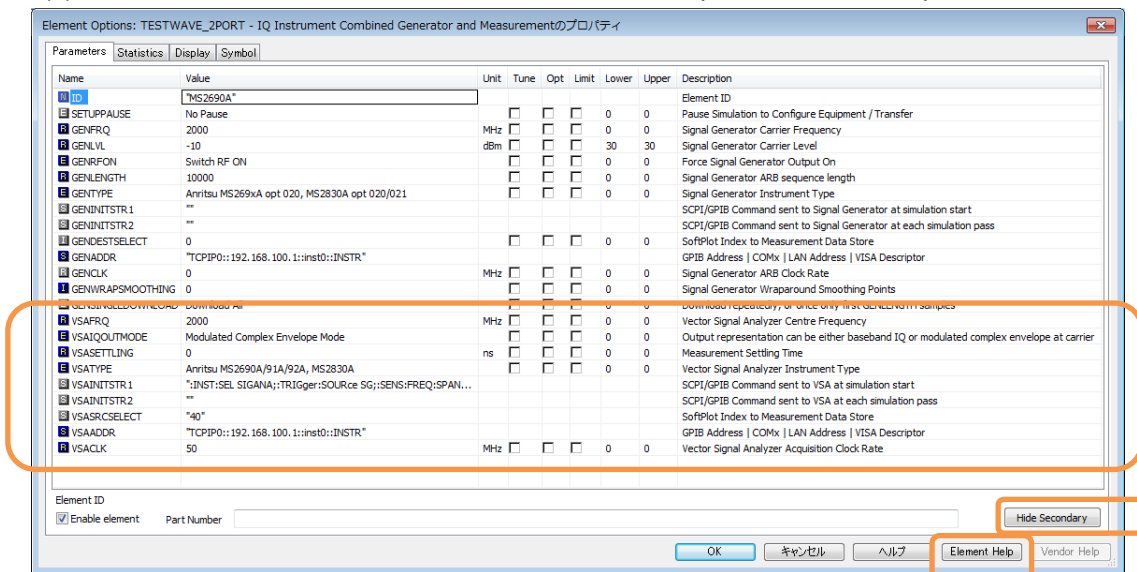 Element Options: TESTWAVE_2PORT - IQ Instrument Combined Generator and Measurementのプロパティ
Parameters Statistics Display Symbol
Name Value Unit Tune Opt Limit Lower Upper Description
N ID "MS2690A" Element ID
E SETUPPAUSE No Pause 0 0 Pause Simulation to Configure Equipment / Transfer
R GENFRQ 2000 MHz 0 0 Signal Generator Carrier Frequency
R GENLVL -10 dBm 30 30 Signal Generator Carrier Level
E GENRFON Switch RF ON 0 0 Force Signal Generator Output On
R GENLENGTH 10000 0 0 Signal Generator ARB sequence length
E GENTYPE Anritsu MS269xA opt 020, MS2830A opt 020/021 0 0 Signal Generator Instrument Type
S GENINITSTR1 "" SCPI/GPIB Command sent to Signal Generator at simulation start
S GENINITSTR2 "" SCPI/GPIB Command sent to Signal Generator at each simulation pass
I GENDESTSELECT 0 0 0 SoftPlot Index to Measurement Data Store
S GENADDR "TCPIP0::192.168.100.1::inst0::INSTR" GPIB Address | COMx | LAN Address | VISA Descriptor
R GENCLK 0 MHz 0 0 Signal Generator ARB Clock Rate
I GENWRAPSMOOTHING 0 0 0 Signal Generator Wraparound Smoothing Points
E GENSINGLEDOWNLOAD Download All 0 0 Download repeatedly, or once only first GENLENGTH samples
R VSAFRQ 2000 MHz 0 0 Vector Signal Analyzer Centre Frequency
E VSAIQOUTMODE Modulated Complex Envelope Mode 0 0 Output representation can be either baseband IQ or modulated complex envelope at carrier
R VSASETTLING 0 ns 0 0 Measurement Settling Time
E VSATYPE Anritsu MS2690A/91A/92A, MS2830A 0 0 Vector Signal Analyzer Instrument Type
S VSAINITSTR1 ":INST:SEL SIGANA;:TRIGger:SOURce SG;:SENS:FREQ:SPAN... SCPI/GPIB Command sent to VSA at simulation start
S VSAINITSTR2 "" SCPI/GPIB Command sent to VSA at each simulation pass
S VSASRCSELECT "40" SoftPlot Index to Measurement Data Store
S VSAADDR "TCPIP0::192.168.100.1::inst0::INSTR" GPIB Address | COMx | LAN Address | VISA Descriptor
R VSACLK 50 MHz 0 0 Vector Signal Analyzer Acquisition Clock Rate
Element ID
Enable element Part Number Hide Secondary
OK キャンセル ヘルプ Element Help Vendor Help